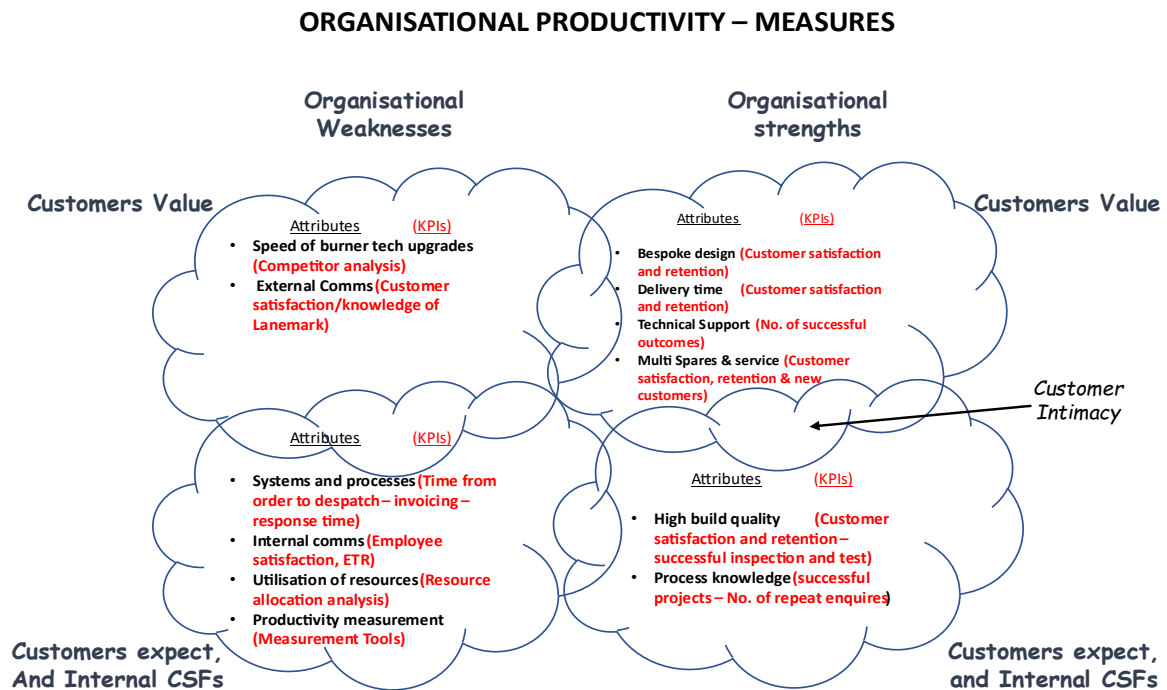 ORGANISATIONAL PRODUCTIVITY – MEASURES
Organisational
Weaknesses
Organisational
strengths
Customers Value
Customers Value
Attributes (KPIs)
• Speed of burner tech upgrades
(Competitor analysis)
• External Comms (Customer
satisfaction/knowledge of
Lanemark)
Attributes (KPIs)
• Bespoke design (Customer satisfaction
and retention)
• Delivery time (Customer satisfaction
and retention)
• Technical Support (No. of successful
outcomes)
• Multi Spares & service (Customer
satisfaction, retention & new
customers)
Customer
Intimacy
Attributes (KPIs)
• Systems and processes (Time from
order to despatch – invoicing –
response time)
• Internal comms (Employee
satisfaction, ETR)
• Utilisation of resources (Resource
allocation analysis)
• Productivity measurement
(Measurement Tools)
Attributes (KPIs)
• High build quality (Customer
satisfaction and retention –
successful inspection and test)
• Process knowledge (successful
projects – No. of repeat enquires)
Customers expect,
And Internal CSFs
Customers expect,
and Internal CSFs